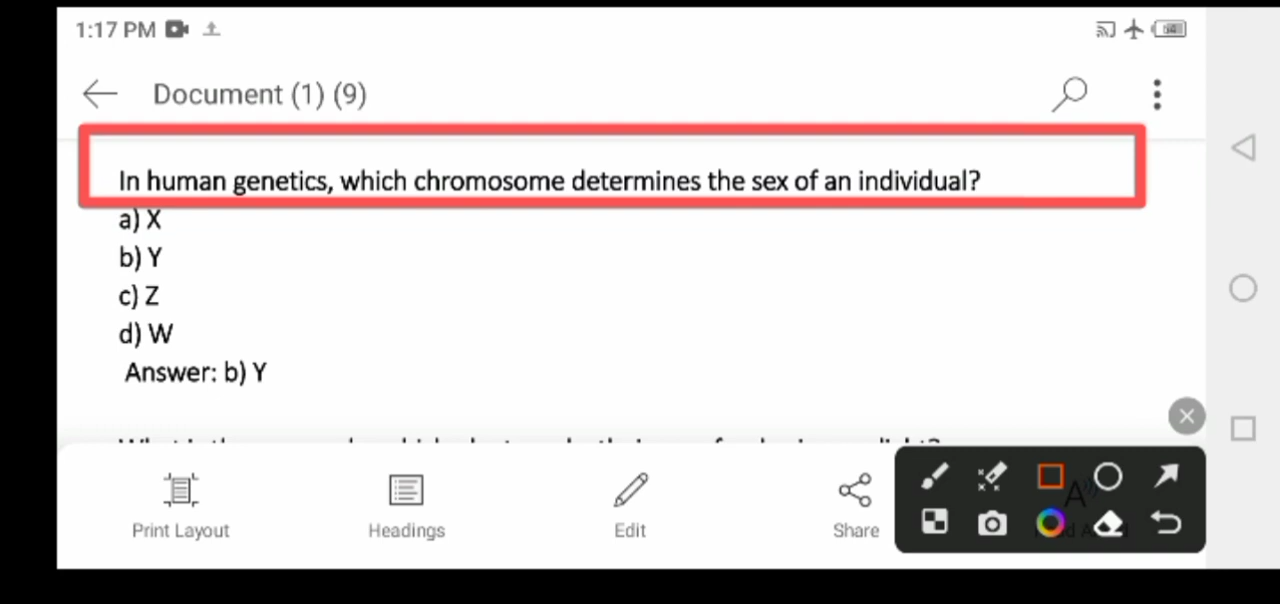 1:17 PM
Document (1) (9)
In human genetics, which chromosome determines the sex of an individual?
a) X
b) Y
c) Z
d) W
Answer: b) Y
Print Layout
Headings
Edit
Share